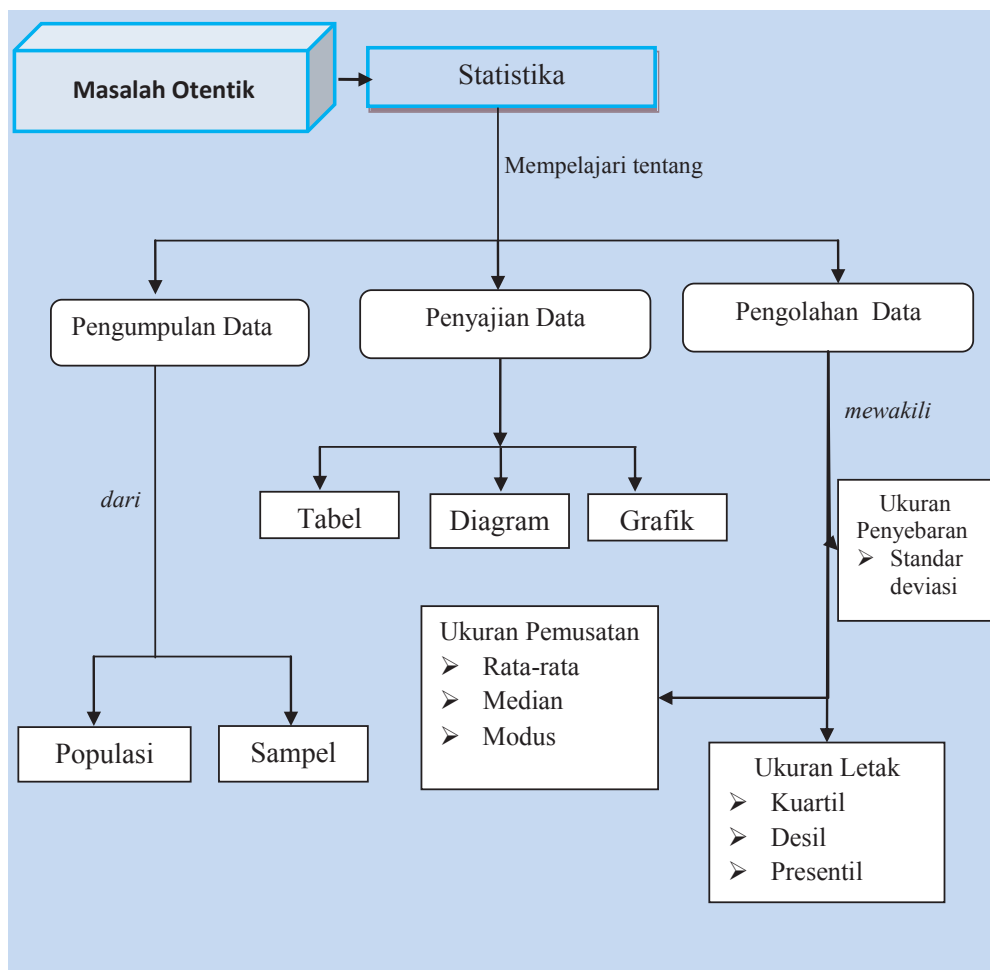 Masalah Otentik
Statistika
Mempelajari tentang
Pengumpulan Data
Penyajian Data
Pengolahan Data
dari
mewakili
Tabel
Diagram
Grafik
Ukuran
Penyebaran
➢ Standar
deviasi
Ukuran Pemusatan
➢ Rata-rata
➢ Median
➢ Modus
Populasi
Sampel
Ukuran Letak
➢ Kuartil
➢ Desil
➢ Presentil